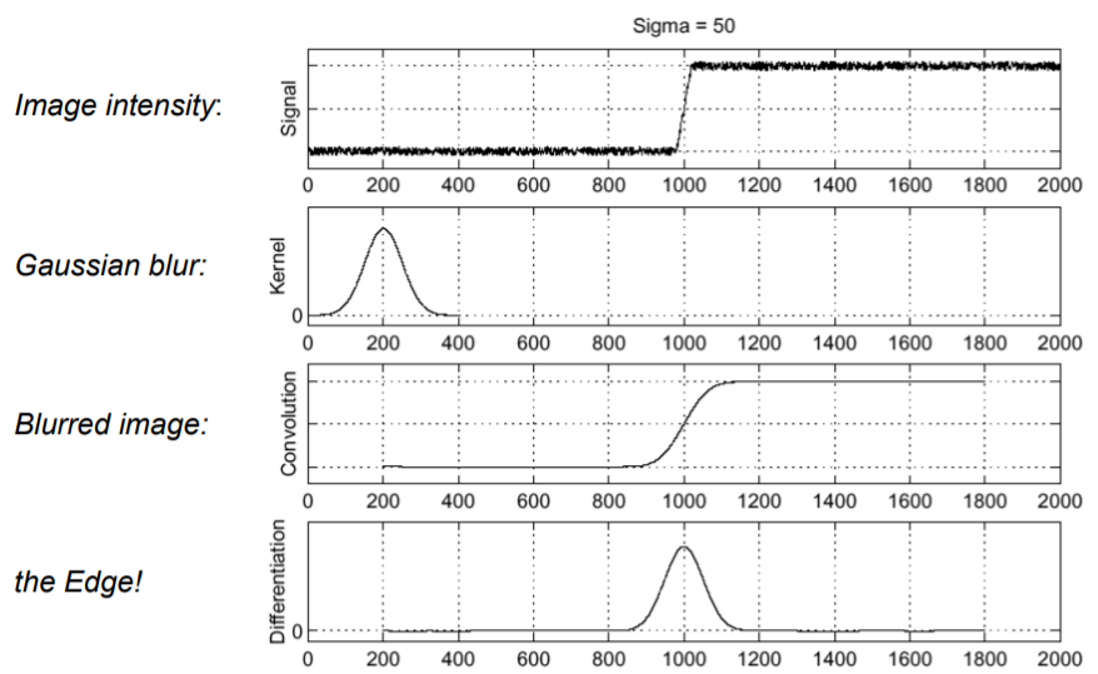 Sigma = 50
Image intensity:
Signal
0 200 400 600 800 1000 1200 1400 1600 1800 2000
Gaussian blur:
Kernel
0
0 200 400 600 800 1000 1200 1400 1600 1800 2000
Blurred image:
Convolution
0 200 400 600 800 1000 1200 1400 1600 1800 2000
the Edge!
Differentiation
0
0 200 400 600 800 1000 1200 1400 1600 1800 2000